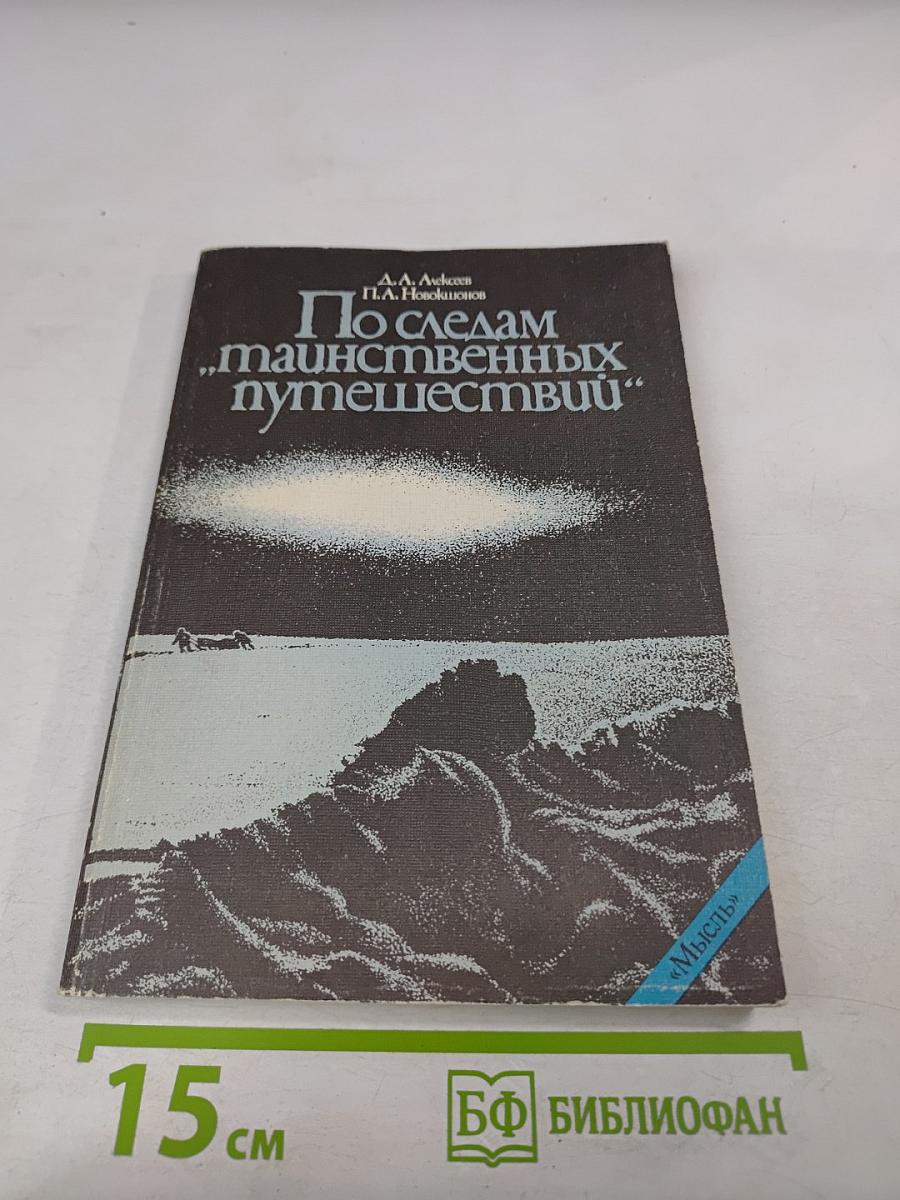 Д. А. Алексеев
П. А. Новокшонов
По следам
„таинственных
путешествий“
«Мысль»
15 см
БФ БИБЛИОФАН